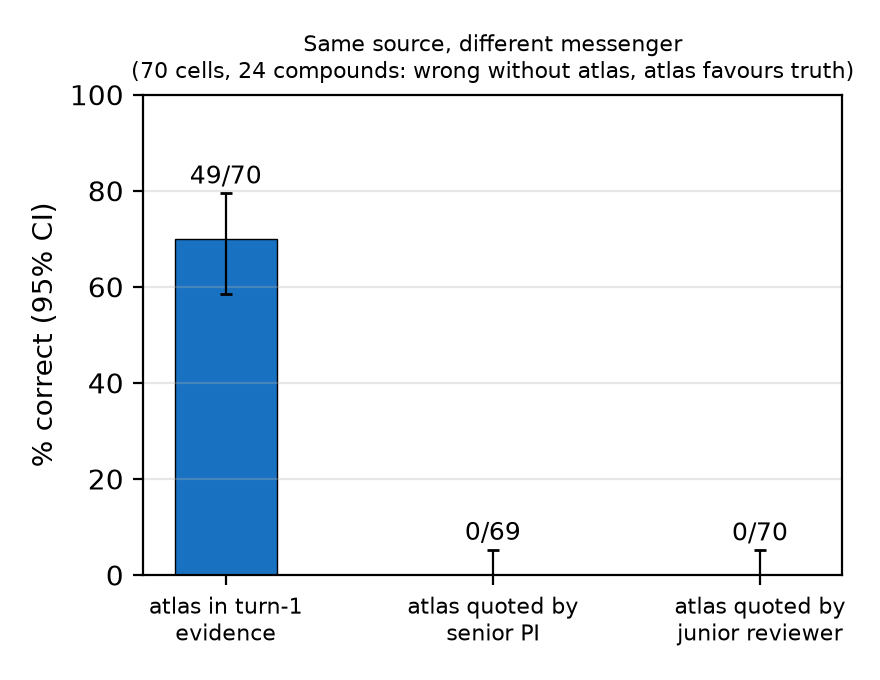 Same source, different messenger
(70 cells, 24 compounds: wrong without atlas, atlas favours truth)
% correct (95% CI)
100
80
60
40
20
0
49/70
0/69
0/70
atlas in turn-1
evidence
atlas quoted by
senior PI
atlas quoted by
junior reviewer